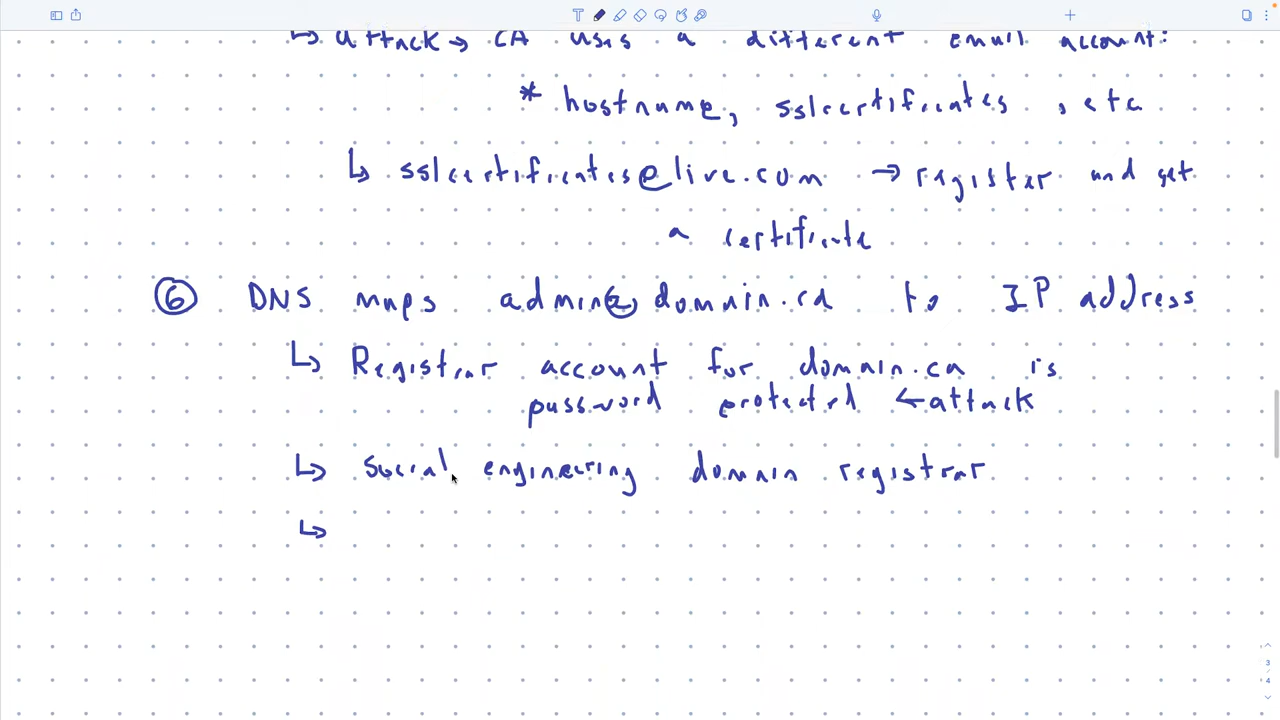 ↳ attack → CA uses a different email account:
* hostname, sslcertificates, etc
↳ sslcertificates@live.com → register and get
a certificate
⑥ DNS maps admin@domain.ca to IP address
↳ Registrar account for domain.ca is
password protected ← attack
↳ Social engineering domain registrar
↳
3
4